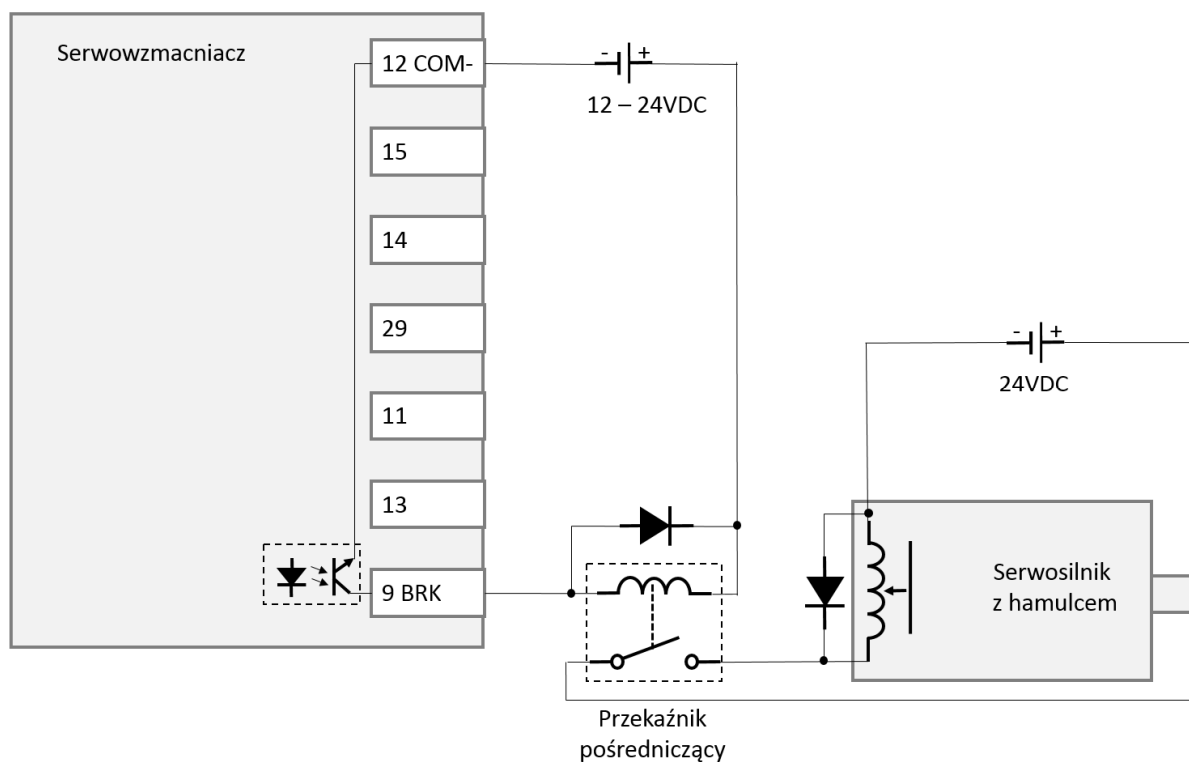 Serwowzmacniacz
12 COM-
- +
12 – 24VDC
15
14
29
- +
24VDC
11
13
9 BRK
Serwosilnik
z hamulcem
Przekaźnik
pośredniczący